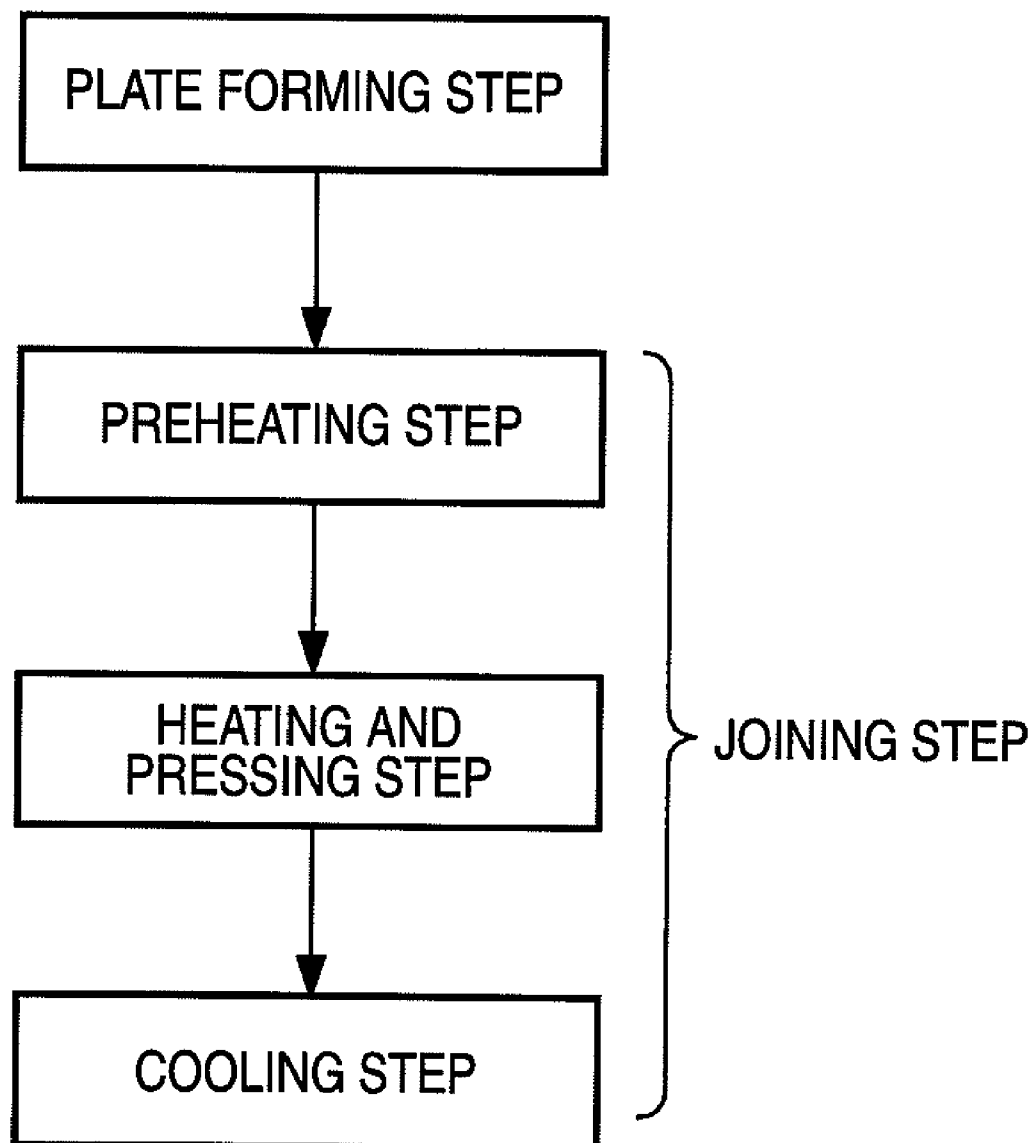 PLATE FORMING STEP
PREHEATING STEP
HEATING AND
PRESSING STEP
JOINING STEP
COOLING STEP